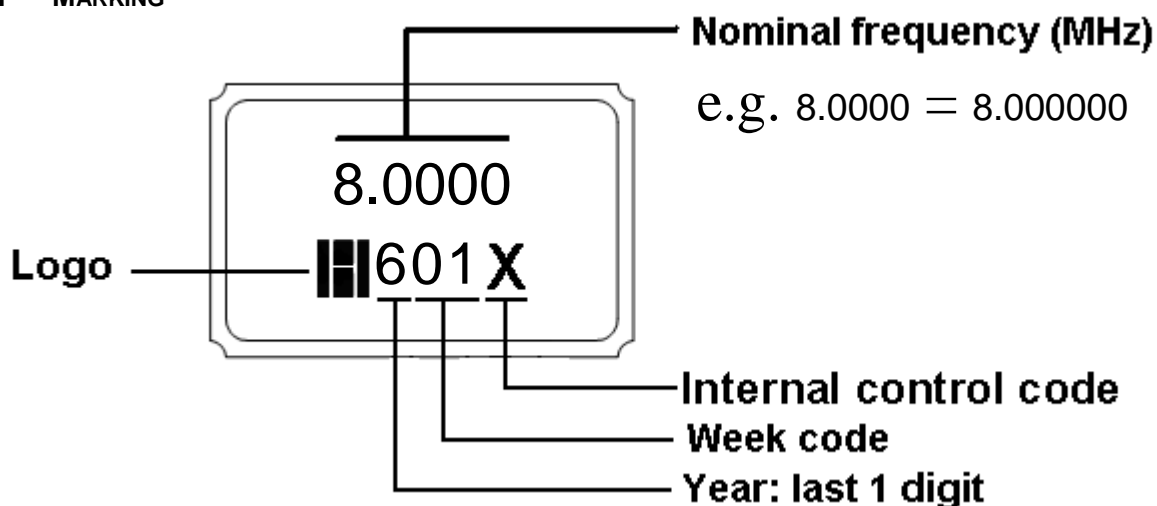 MARKING
Nominal frequency (MHz)
e.g. 8.0000 = 8.000000
8.0000
Logo
601X
Internal control code
Week code
Year: last 1 digit